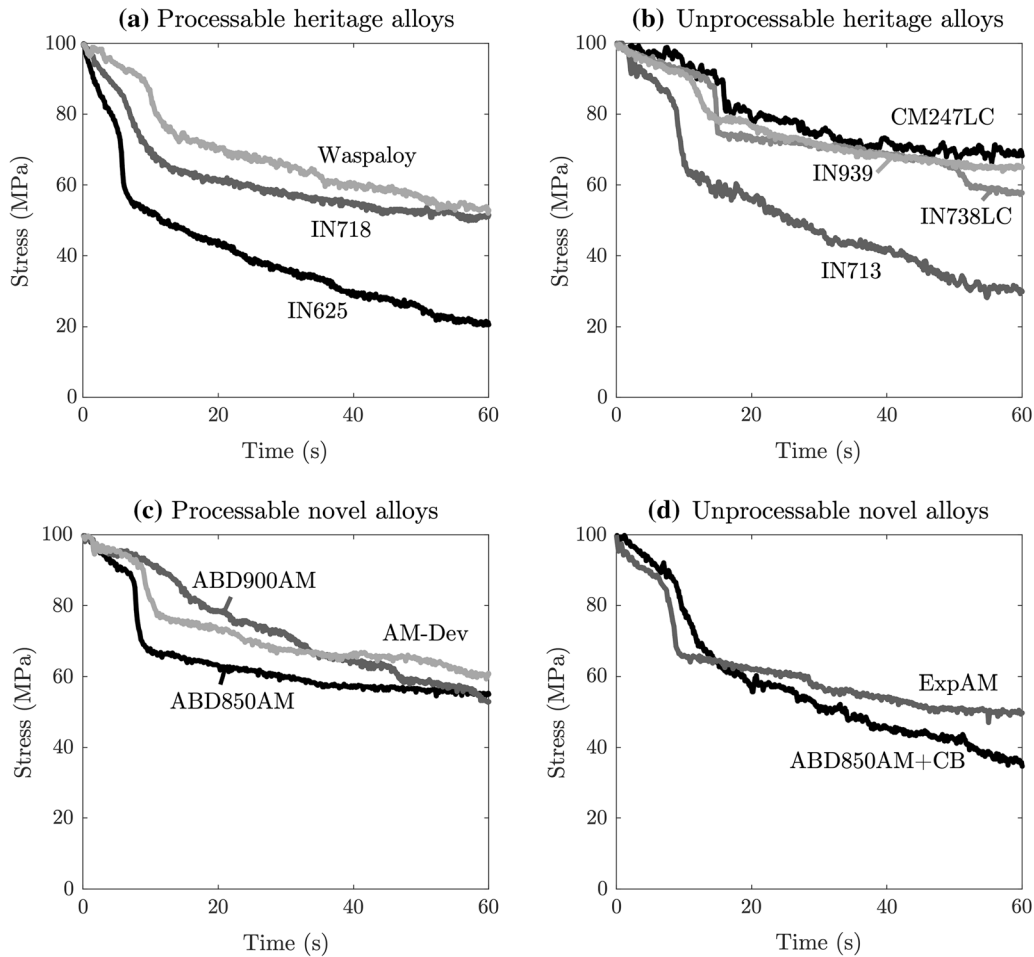 (a) Processable heritage alloys
100
80
60
40
20
0
Stress (MPa)
Waspaloy
IN718
IN625
0 20 40 60
Time (s)
(b) Unprocessable heritage alloys
100
80
60
40
20
0
Stress (MPa)
CM247LC
IN939
IN738LC
IN713
0 20 40 60
Time (s)
(c) Processable novel alloys
100
80
60
40
20
0
Stress (MPa)
ABD900AM
AM-Dev
ABD850AM
0 20 40 60
Time (s)
(d) Unprocessable novel alloys
100
80
60
40
20
0
Stress (MPa)
ExpAM
ABD850AM+CB
0 20 40 60
Time (s)